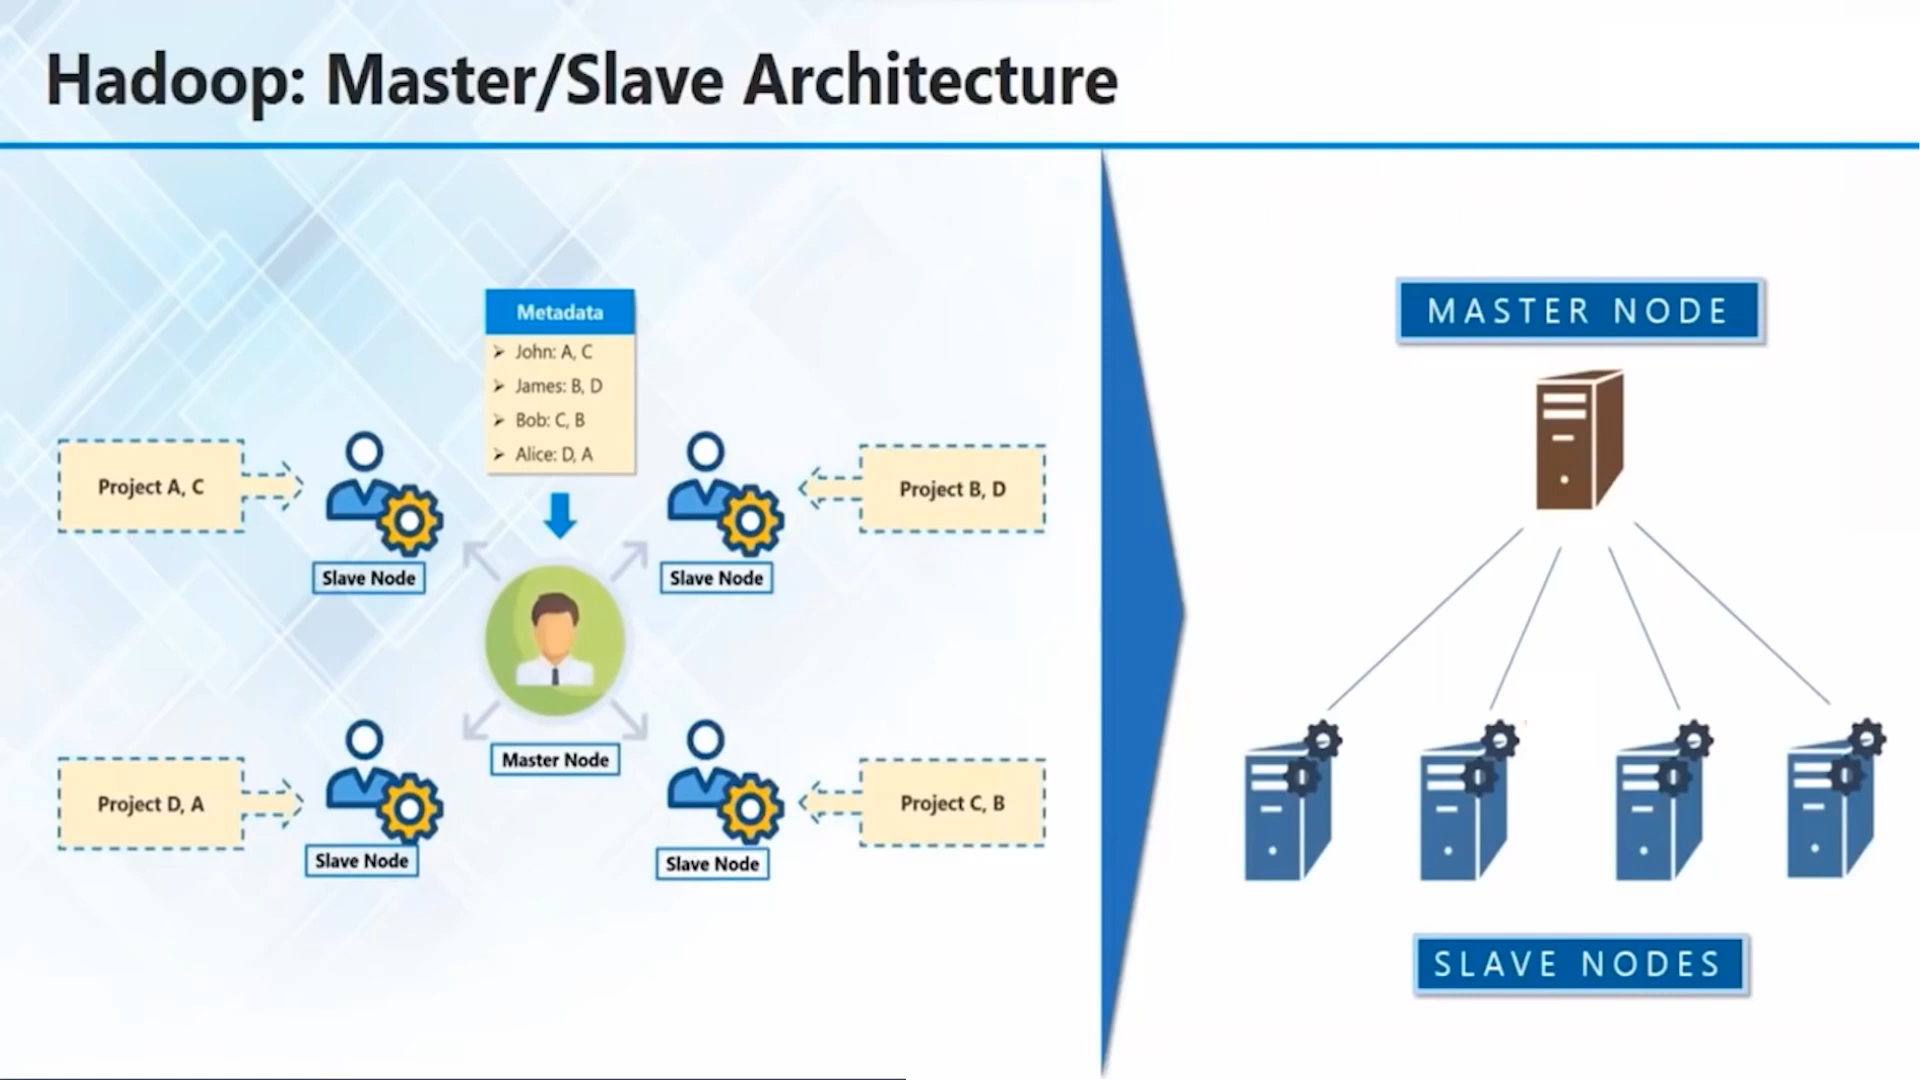 Hadoop: Master/Slave Architecture
Metadata
➢ John: A, C
➢ James: B, D
➢ Bob: C, B
➢ Alice: D, A
Project A, C
Slave Node
Slave Node
Project B, D
Master Node
Project D, A
Slave Node
Slave Node
Project C, B
MASTER NODE
SLAVE NODES